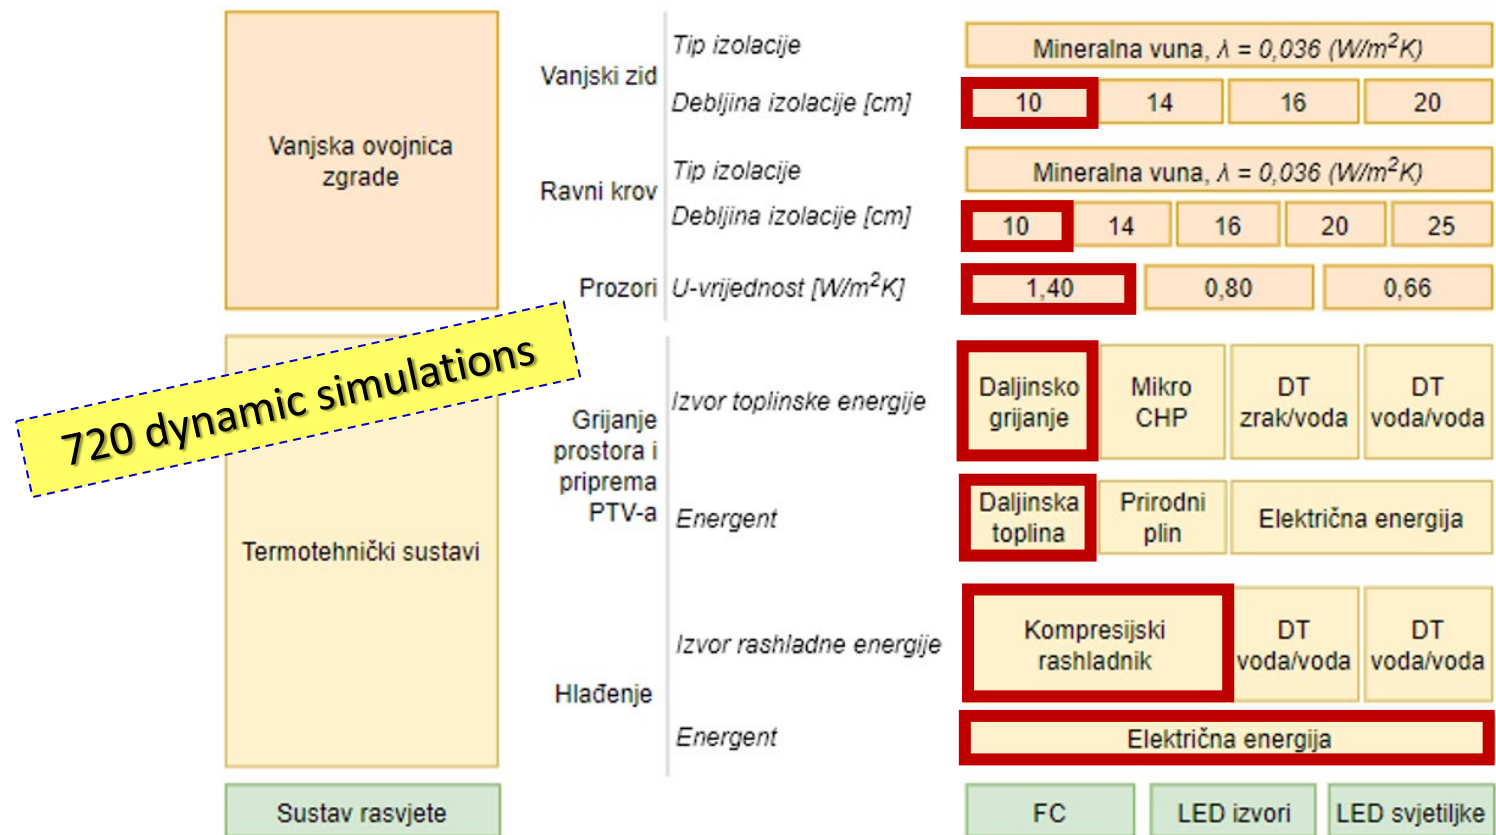 Vanjska ovojnica
zgrade
Vanjski zid
Tip izolacije
Mineralna vuna, λ = 0,036 (W/m²K)
Debljina izolacije [cm]
10 14 16 20
Ravni krov
Tip izolacije
Mineralna vuna, λ = 0,036 (W/m²K)
Debljina izolacije [cm]
10 14 16 20 25
Prozori
U-vrijednost [W/m²K]
1,40 0,80 0,66
720 dynamic simulations
Termotehnički sustavi
Grijanje
prostora i
priprema
PTV-a
Izvor toplinske energije
Daljinsko
grijanje
Mikro
CHP
DT
zrak/voda
DT
voda/voda
Energent
Daljinska
toplina
Prirodni
plin
Električna energija
Hlađenje
Izvor rashladne energije
Kompresijski
rashladnik
DT
voda/voda
DT
voda/voda
Energent
Električna energija
Sustav rasvjete
FC
LED izvori
LED svjetiljke